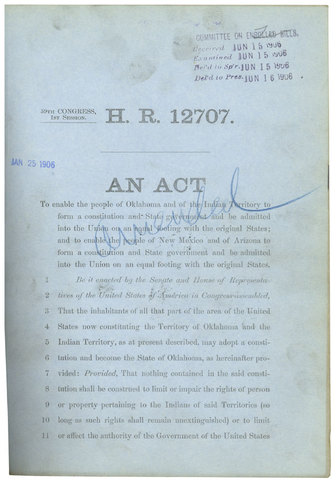 COMMITTEE ON ENROLLED BILLS.
Received JUN 15 1906
Examined JUN 15 1906
Del'd to Spr. JUN 15 1906
Del'd to Pres. JUN 16 1906
59TH CONGRESS,
1ST SESSION.
H. R. 12707.
JAN 25 1906
AN ACT
To enable the people of Oklahoma and of the Indian Territory to
form a constitution and State government and be admitted
into the Union on an equal footing with the original States;
and to enable the people of New Mexico and of Arizona to
form a constitution and State government and be admitted
into the Union on an equal footing with the original States.
1 Be it enacted by the Senate and House of Representa-
2 tives of the United States of America in Congress assembled,
3 That the inhabitants of all that part of the area of the United
4 States now constituting the Territory of Oklahoma and the
5 Indian Territory, as at present described, may adopt a consti-
6 tution and become the State of Oklahoma, as hereinafter pro-
7 vided: Provided, That nothing contained in the said consti-
8 tution shall be construed to limit or impair the rights of person
9 or property pertaining to the Indians of said Territories (so
10 long as such rights shall remain unextinguished) or to limit
11 or affect the authority of the Government of the United States